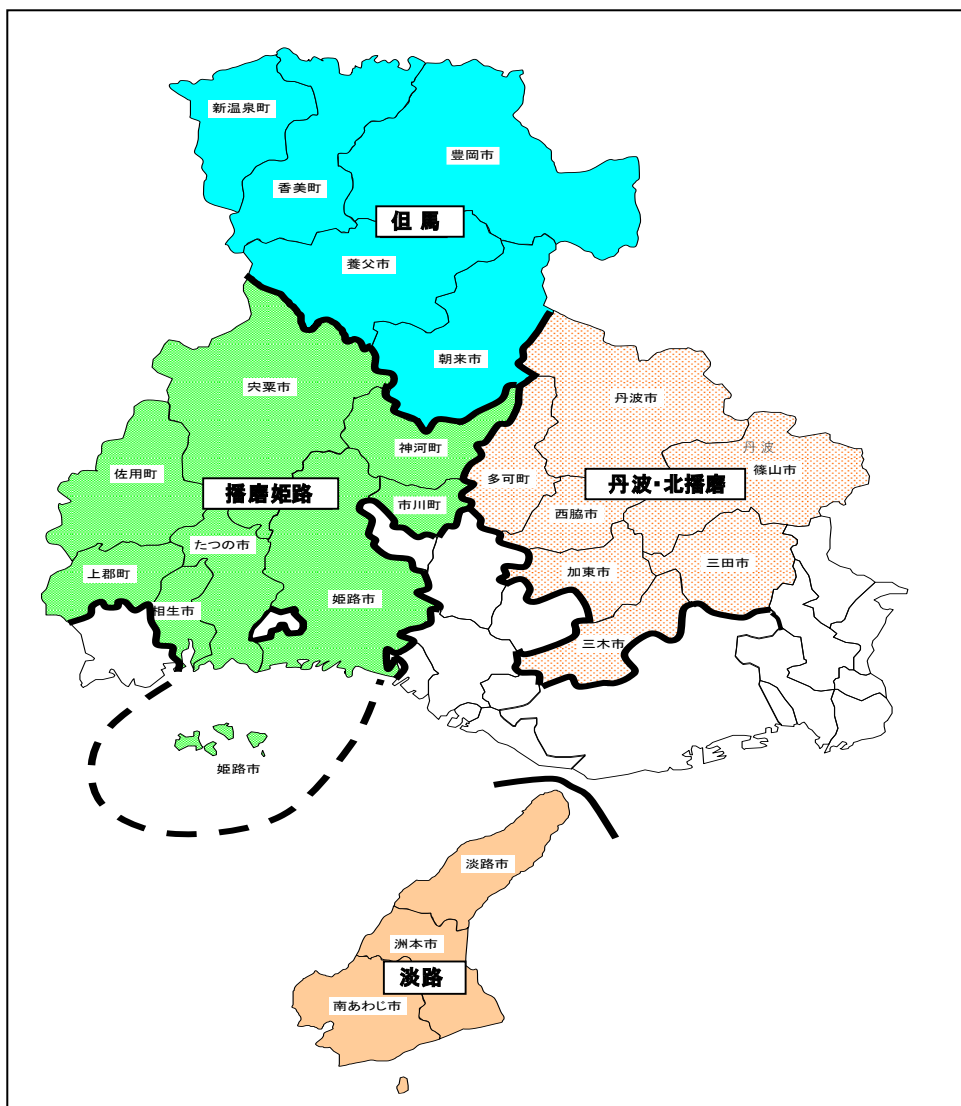 新温泉町
豊岡市
香美町
但 馬
養父市
朝来市
宍粟市
丹波市
神河町
丹波
佐用町
篠山市
多可町
播磨姫路
丹波・北播磨
市川町
西脇市
たつの市
三田市
加東市
上郡町
姫路市
相生市
三木市
姫路市
淡路市
洲本市
淡路
南あわじ市